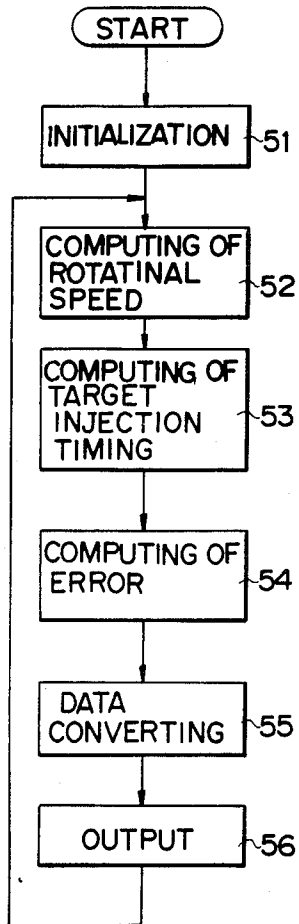 START
INITIALIZATION
51
COMPUTING OF
ROTATINAL
SPEED
52
COMPUTING OF
TARGET
INJECTION
TIMING
53
COMPUTING OF
ERROR
54
DATA
CONVERTING
55
OUTPUT
56